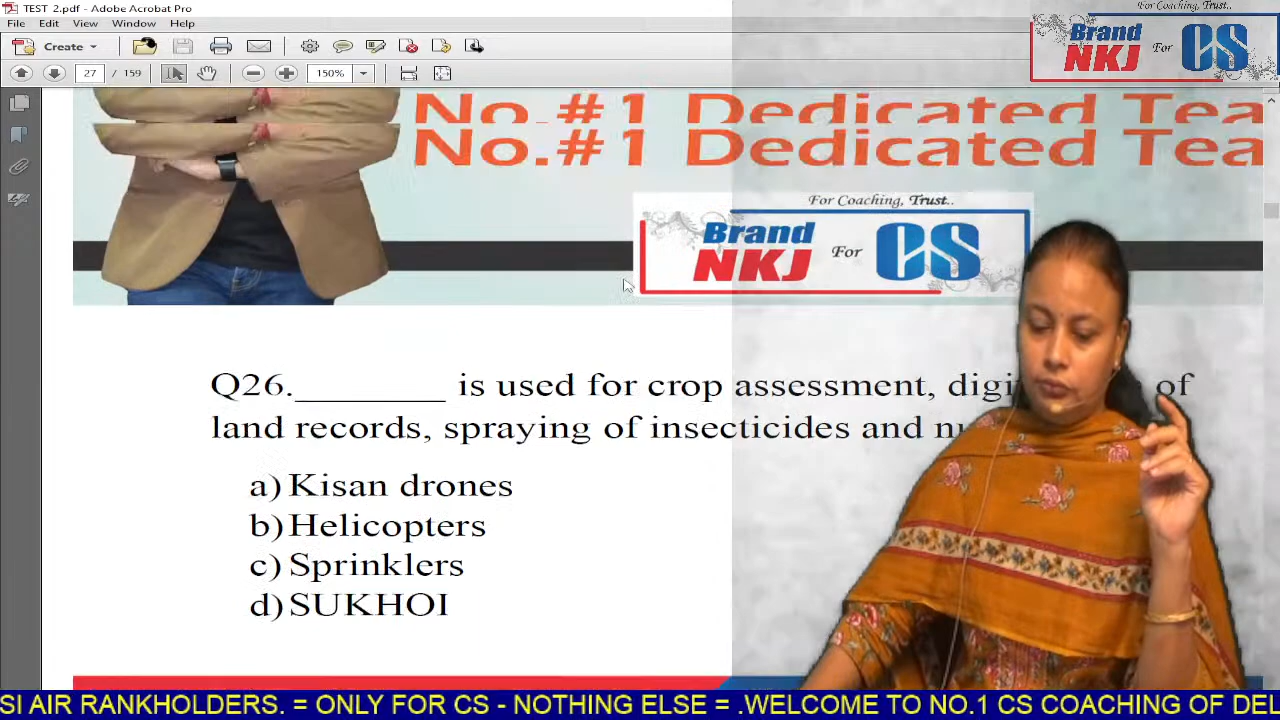 TEST 2.pdf - Adobe Acrobat Pro
File Edit View Window Help
Create
27 / 159 150%
For Coaching, Trust..
Brand NKJ For CS
No.#1 Dedicated Tea
No.#1 Dedicated Tea
For Coaching, Trust..
Brand NKJ For CS
Q26.________ is used for crop assessment, of
land records, spraying of insecticides and
a) Kisan drones
b) Helicopters
c) Sprinklers
d) SUKHOI
SI AIR RANKHOLDERS. = ONLY FOR CS - NOTHING ELSE = .WELCOME TO NO.1 CS COACHING OF DEL